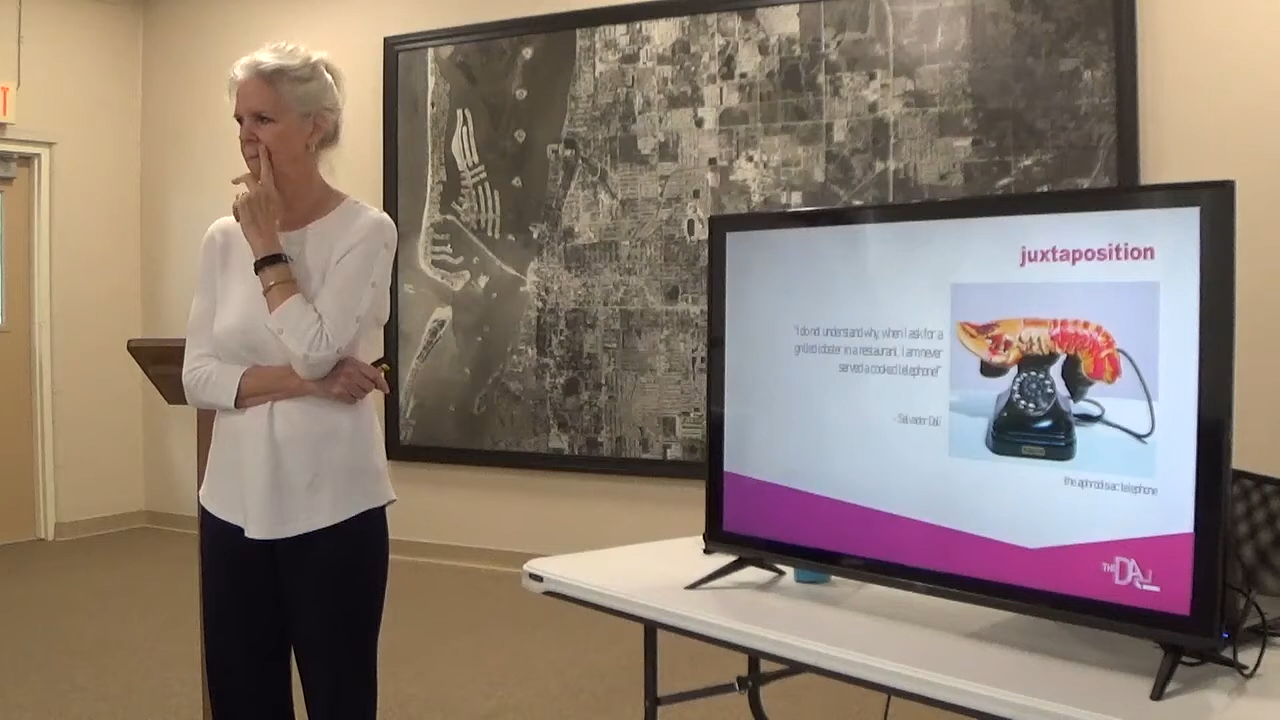 T
juxtaposition
"I do not understand why, when I ask for a
grilled lobster in a restaurant, I am never
served a cooked telephone"
- Salvador Dalí
the aphrodisiac telephone
THE DALÍ